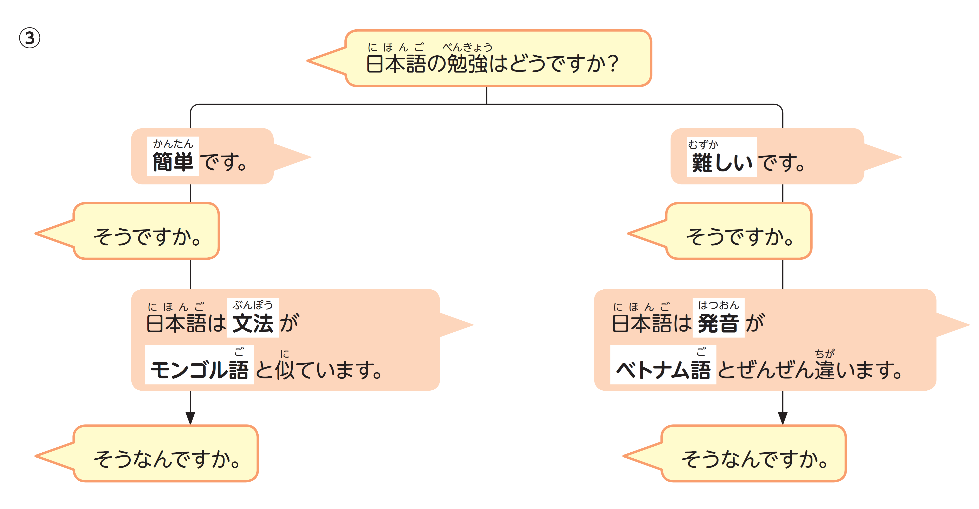 ③
にほんご べんきょう
日本語の勉強はどうですか？
かんたん
簡単です。
そうですか。
にほんご ぶんぽう
日本語は文法が
ご に
モンゴル語と似ています。
そうなんですか。
むずか
難しいです。
そうですか。
にほんご はつおん
日本語は発音が
ご ちが
ベトナム語とぜんぜん違います。
そうなんですか。